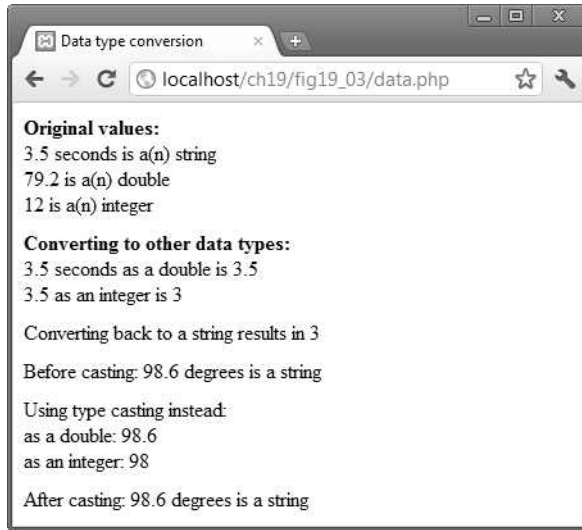 Data type conversion
localhost/ch19/fig19_03/data.php
Original values:
3.5 seconds is a(n) string
79.2 is a(n) double
12 is a(n) integer
Converting to other data types:
3.5 seconds as a double is 3.5
3.5 as an integer is 3
Converting back to a string results in 3
Before casting: 98.6 degrees is a string
Using type casting instead:
as a double: 98.6
as an integer: 98
After casting: 98.6 degrees is a string